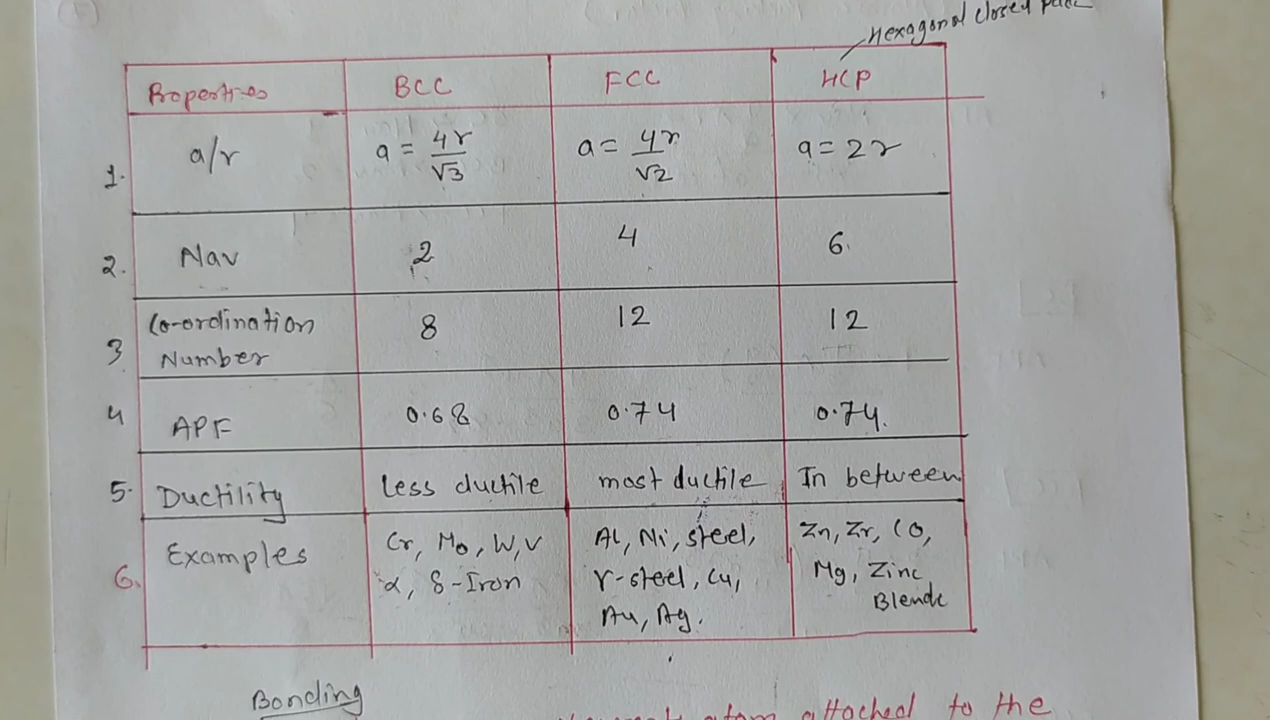 Hexagonal closed
Properties BCC FCC HCP
1. a/r a = 4r/√3 a = 4r/√2 a = 2r
2. Nav 2 4 6.
3 Co-ordination Number 8 12 12
4 APF 0.68 0.74 0.74.
5. Ductility Less ductile most ductile In between
6. Examples Cr, Mo, W, V Al, Ni, steel, Zn, Zr, CO,
α, δ-Iron γ-steel, Cu, Mg, Zinc
Au, Ag. Blende
Bonding
atom attached to the